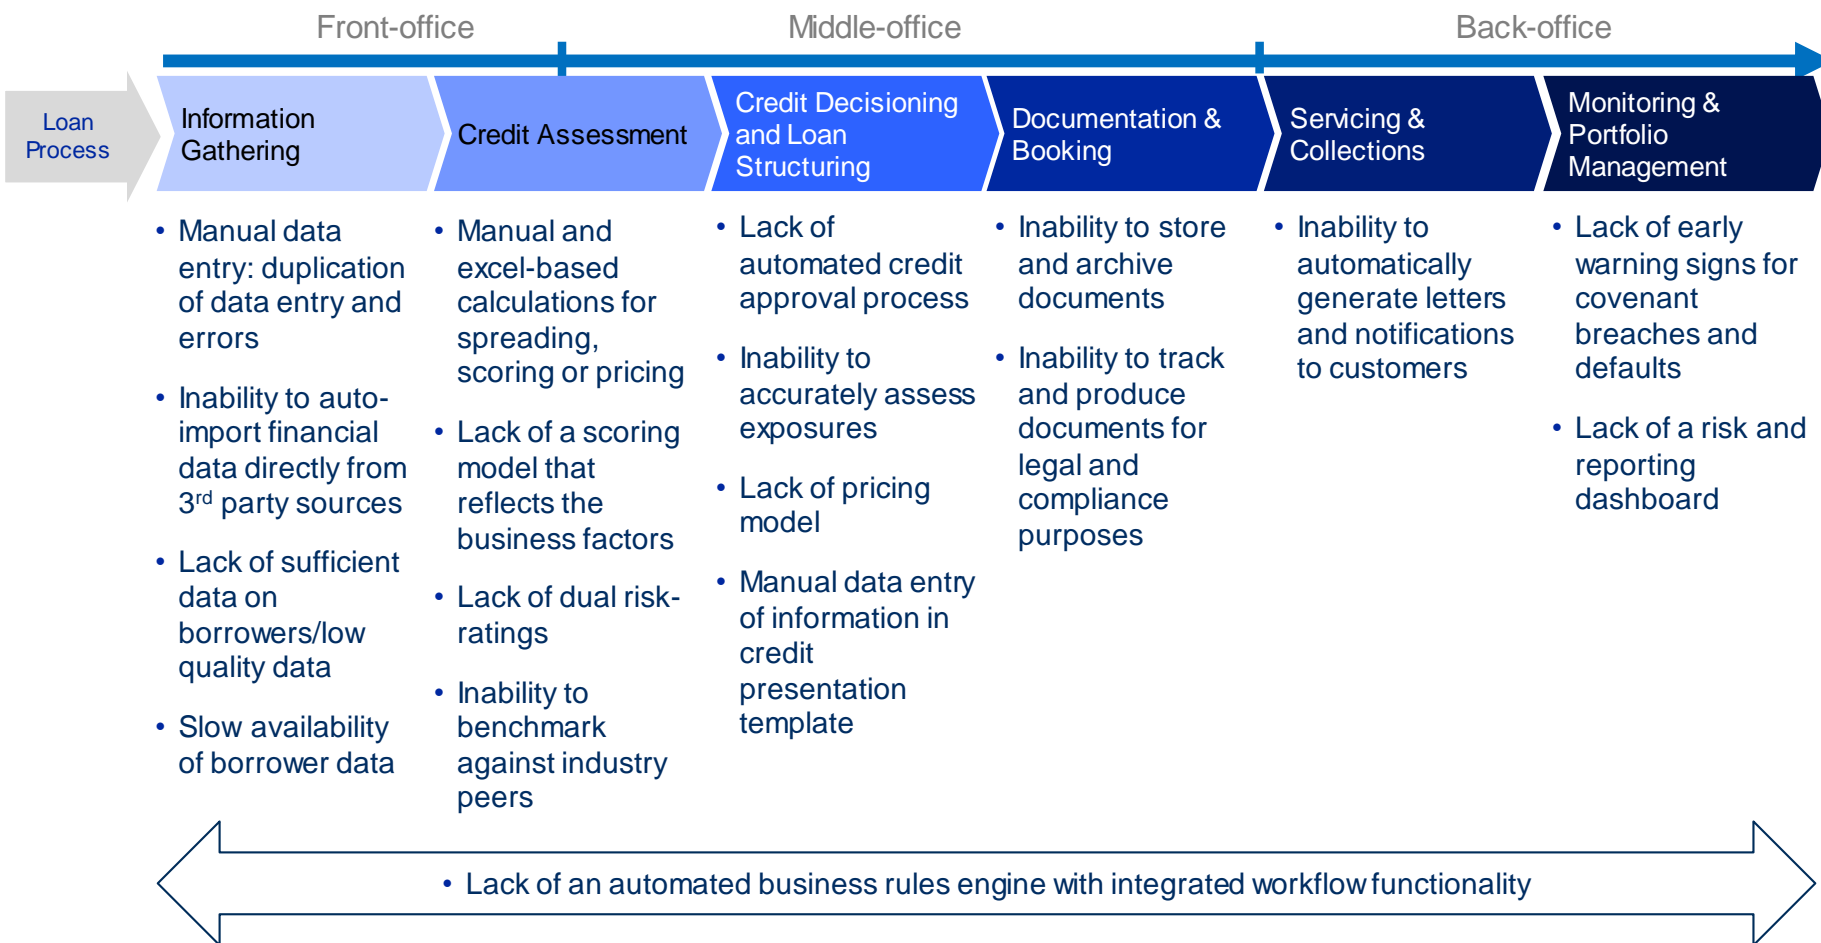 Front-office
Middle-office
Back-office
Loan
Process
Information
Gathering
Credit Assessment
Credit Decisioning
and Loan
Structuring
Documentation &
Booking
Servicing &
Collections
Monitoring &
Portfolio
Management
• Manual data
entry: duplication
of data entry and
errors
• Inability to auto-
import financial
data directly from
3rd party sources
• Lack of sufficient
data on
borrowers/low
quality data
• Slow availability
of borrower data
• Manual and
excel-based
calculations for
spreading,
scoring or pricing
• Lack of a scoring
model that
reflects the
business factors
• Lack of dual risk-
ratings
• Inability to
benchmark
against industry
peers
• Lack of
automated credit
approval process
• Inability to
accurately assess
exposures
• Lack of pricing
model
• Manual data entry
of information in
credit
presentation
template
• Inability to store
and archive
documents
• Inability to track
and produce
documents for
legal and
compliance
purposes
• Inability to
automatically
generate letters
and notifications
to customers
• Lack of early
warning signs for
covenant
breaches and
defaults
• Lack of a risk and
reporting
dashboard
• Lack of an automated business rules engine with integrated workflow functionality